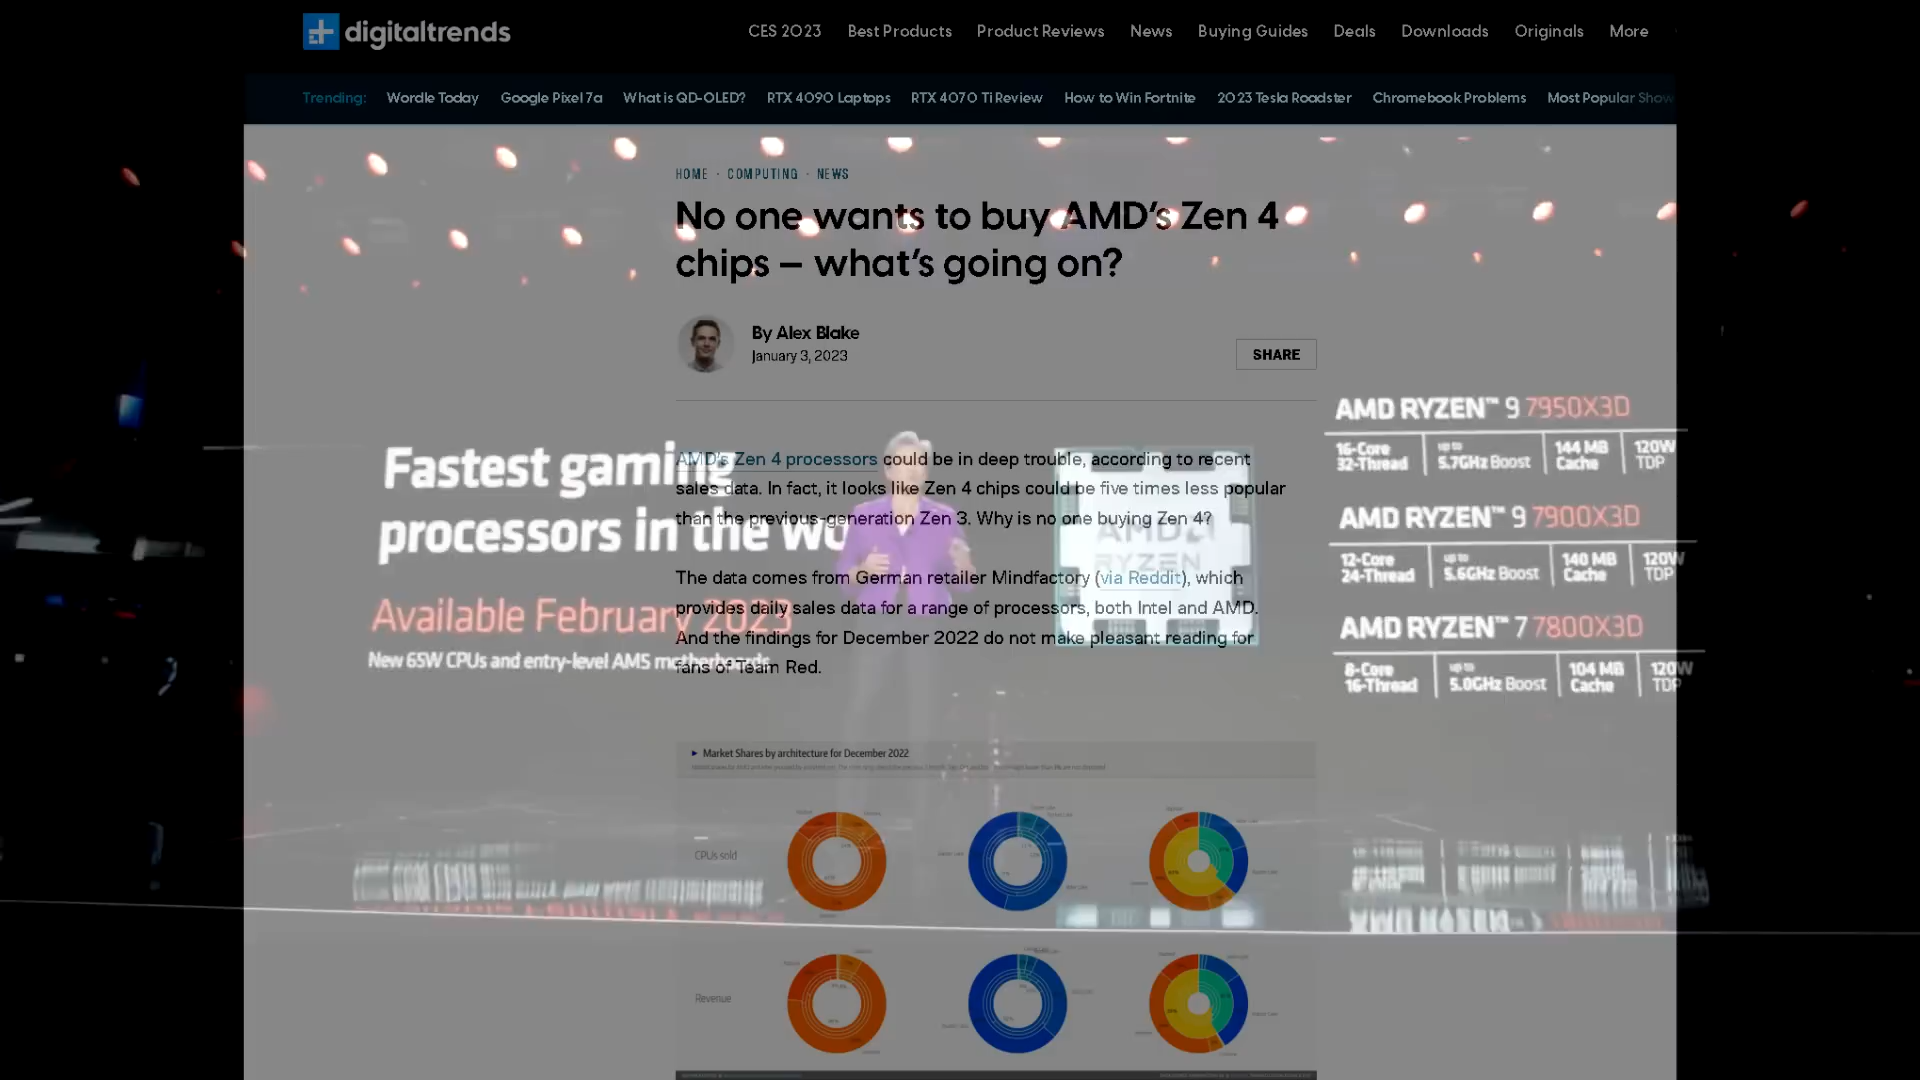 digitaltrends
CES 2023 Best Products Product Reviews News Buying Guides Deals Downloads Originals More
Trending: Wordle Today Google Pixel 7a What is QD-OLED? RTX 4090 Laptops RTX 4070 Ti Review How to Win Fortnite 2023 Tesla Roadster Chromebook Problems Most Popular Show
HOME · COMPUTING · NEWS
No one wants to buy AMD's Zen 4
chips — what's going on?
By Alex Blake
January 3, 2023
SHARE
AMD's Zen 4 processors could be in deep trouble, according to recent
sales data. In fact, it looks like Zen 4 chips could be five times less popular
than the previous-generation Zen 3. Why is no one buying Zen 4?
The data comes from German retailer Mindfactory (via Reddit), which
provides daily sales data for a range of processors, both Intel and AMD.
And the findings for December 2022 do not make pleasant reading for
fans of Team Red.
Fastest gaming
processors in the wo
Available February 2023
New 65W CPUs and entry-level AM5 motherboards
AMD
RYZEN
AMD RYZEN™ 9 7950X3D
16-Core
32-Thread
up to
5.7GHz Boost
144 MB
Cache
120W
TDP
AMD RYZEN™ 9 7900X3D
12-Core
24-Thread
up to
5.6GHz Boost
140 MB
Cache
120W
TDP
AMD RYZEN™ 7 7800X3D
8-Core
16-Thread
up to
5.0GHz Boost
104 MB
Cache
120W
TDP
Market Shares by architecture for December 2022
CPUs sold
Revenue